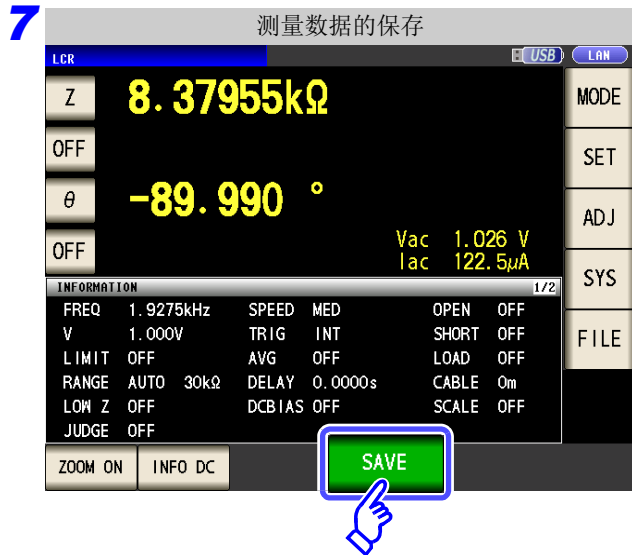 7 测量数据的保存
LCR USB LAN
Z 8.37955kΩ MODE
OFF SET
θ -89.990 ° ADJ
OFF Vac 1.026 V
Iac 122.5μA SYS
INFORMATION 1/2
FREQ 1.9275kHz SPEED MED OPEN OFF
V 1.000V TRIG INT SHORT OFF FILE
LIMIT OFF AVG OFF LOAD OFF
RANGE AUTO 30kΩ DELAY 0.0000s CABLE 0m
LOW Z OFF DCBIAS OFF SCALE OFF
JUDGE OFF
ZOOM ON INFO DC SAVE